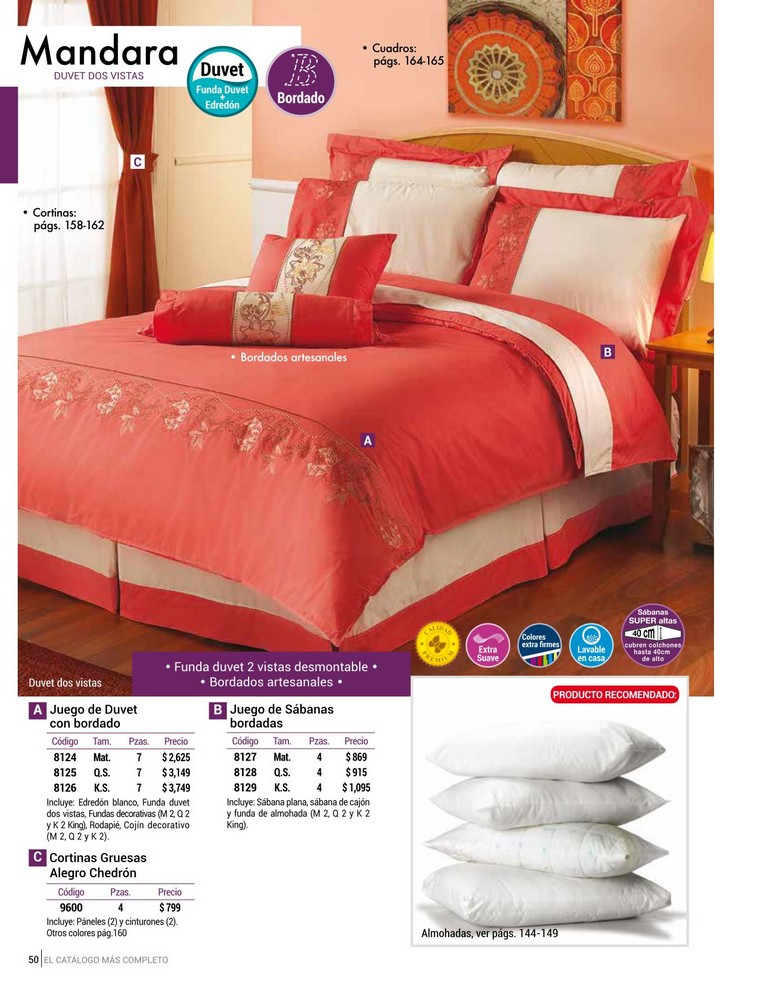 Mandara
DUVET DOS VISTAS
Duvet
Funda Duvet
+
Edredón
B
Bordado
• Cuadros:
págs. 164-165
C
• Cortinas:
págs. 158-162
B
• Bordados artesanales
A
CALIDAD
PREMIUM
Extra
Suave
Colores
extra firmes
Lavable
en casa
Sábanas
SUPER altas
40 cm
cubren colchones
hasta 40cm
de alto
Duvet dos vistas
• Funda duvet 2 vistas desmontable •
• Bordados artesanales •
A Juego de Duvet
con bordado
Código Tam. Pzas. Precio
8124 Mat. 7 $2,625
8125 Q.S. 7 $3,149
8126 K.S. 7 $3,749
Incluye: Edredón blanco, Funda duvet
dos vistas, Fundas decorativas (M 2, Q 2
y K 2 King), Rodapié, Cojín decorativo
(M 2, Q 2 y K 2).
B Juego de Sábanas
bordadas
Código Tam. Pzas. Precio
8127 Mat. 4 $869
8128 Q.S. 4 $915
8129 K.S. 4 $1,095
Incluye: Sábana plana, sábana de cajón
y funda de almohada (M 2, Q 2 y K 2
King).
C Cortinas Gruesas
Alegro Chedrón
Código Pzas. Precio
9600 4 $799
Incluye: Páneles (2) y cinturones (2).
Otros colores pág.160
PRODUCTO RECOMENDADO:
Almohadas, ver págs. 144-149
50 EL CATÁLOGO MÁS COMPLETO